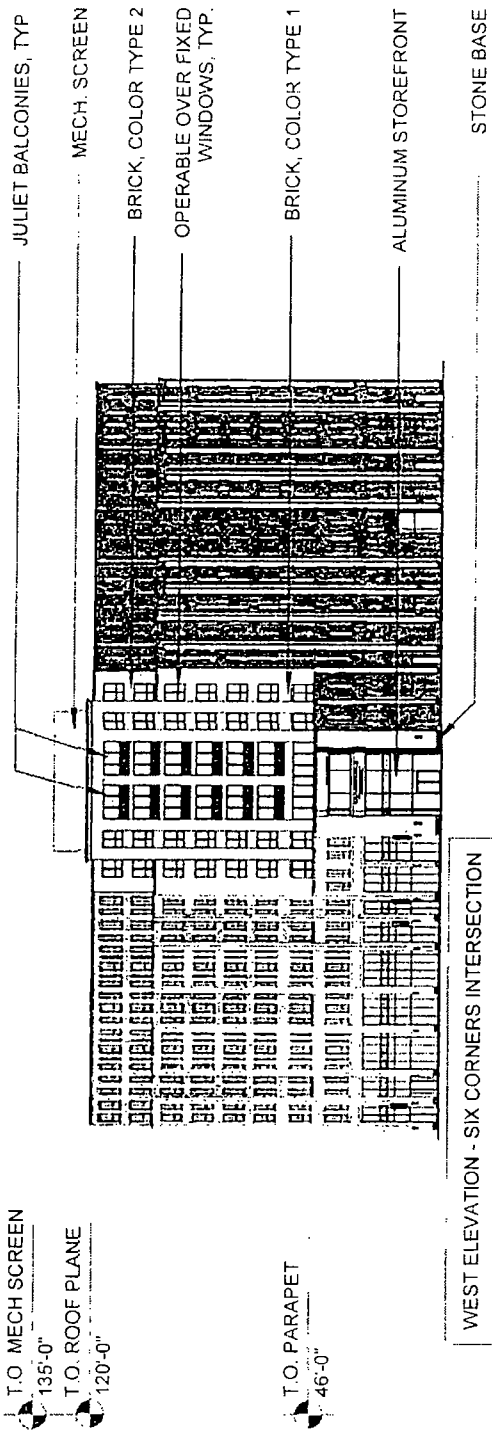 JULIET BALCONIES, TYP
MECH. SCREEN
BRICK, COLOR TYPE 2
OPERABLE OVER FIXED
WINDOWS, TYP.
BRICK, COLOR TYPE 1
ALUMINUM STOREFRONT
STONE BASE
T.O. MECH SCREEN
135'-0"
T.O. ROOF PLANE
120'-0"
T.O. PARAPET
46'-0"
WEST ELEVATION - SIX CORNERS INTERSECTION